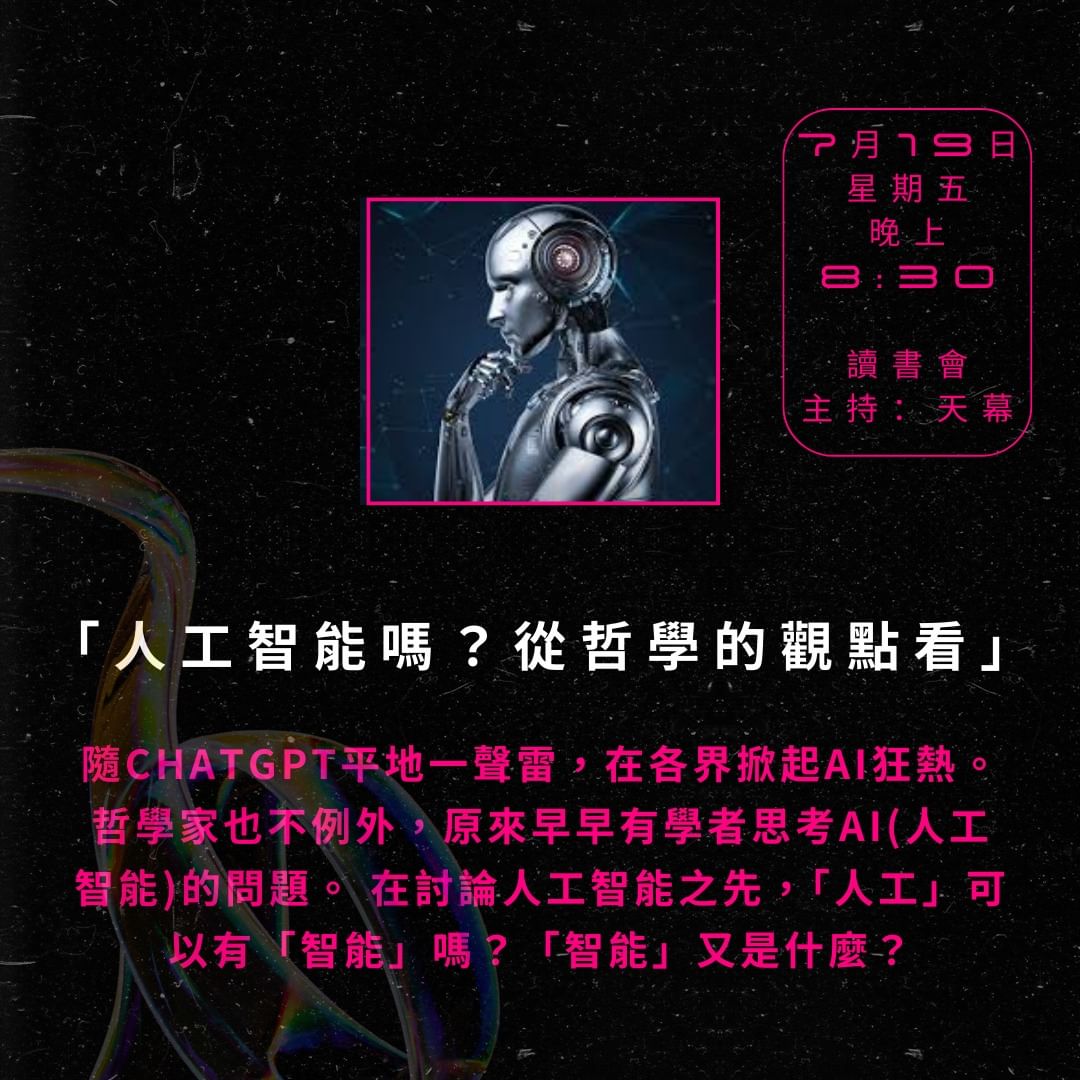 7月19日
星期五
晚上
8:30
讀書會
主持： 天幕
「人工智能嗎？從哲學的觀點看」
隨CHATGPT平地一聲雷，在各界掀起AI狂熱。
哲學家也不例外，原來早早有學者思考AI(人工
智能)的問題。 在討論人工智能之先，「人工」可
以有「智能」嗎？「智能」又是什麼？